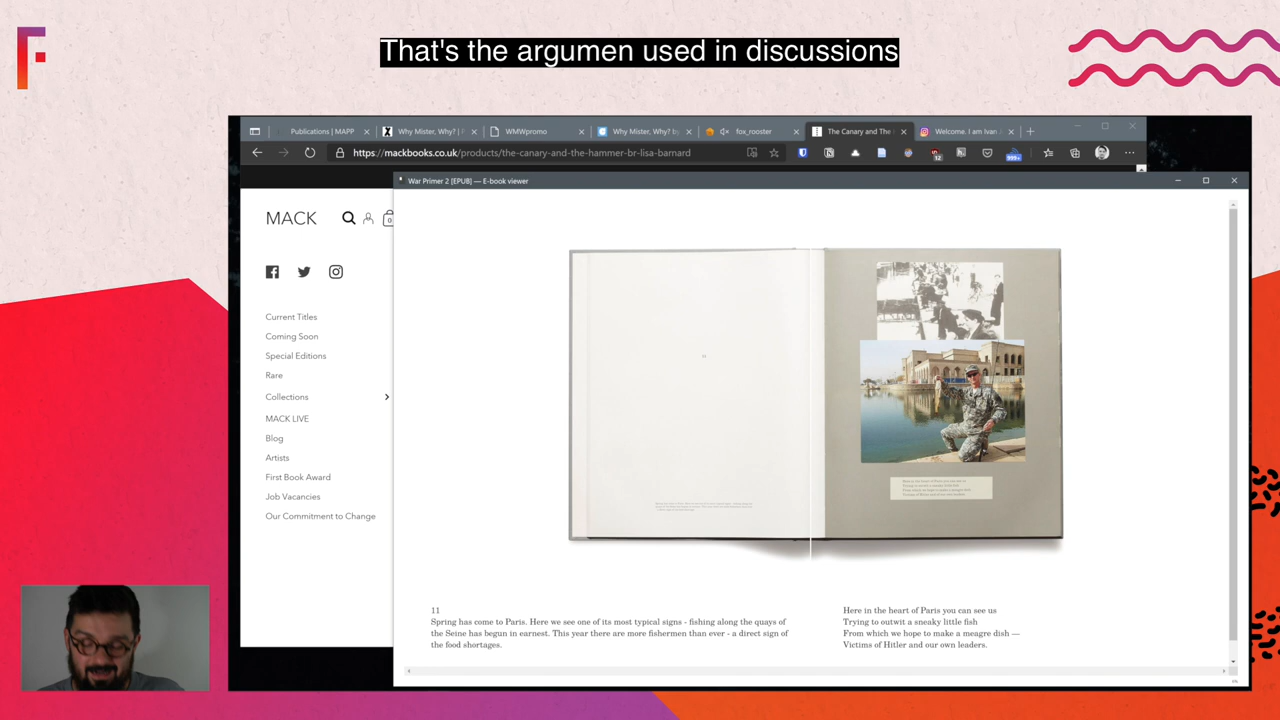 That's the argumen used in discussions
Publications | MAPP
Why Mister, Why? | P
WMWpromo
Why Mister, Why? by
fox_rooster
The Canary and The
Welcome. I am Ivan
https://mackbooks.co.uk/products/the-canary-and-the-hammer-br-lisa-barnard
12
999+
War Primer 2 [EPUB] — E-book viewer
MACK
0
Current Titles
Coming Soon
Special Editions
Rare
Collections
MACK LIVE
Blog
Artists
First Book Award
Job Vacancies
Our Commitment to Change
11
Spring has come to Paris. Here we see one of its most typical signs - fishing along the quays of
the Seine has begun in earnest. This year there are more fishermen than ever - a direct sign of
the food shortages.
Here in the heart of Paris you can see us
Trying to outwit a sneaky little fish
From which we hope to make a meagre dish —
Victims of Hitler and our own leaders.